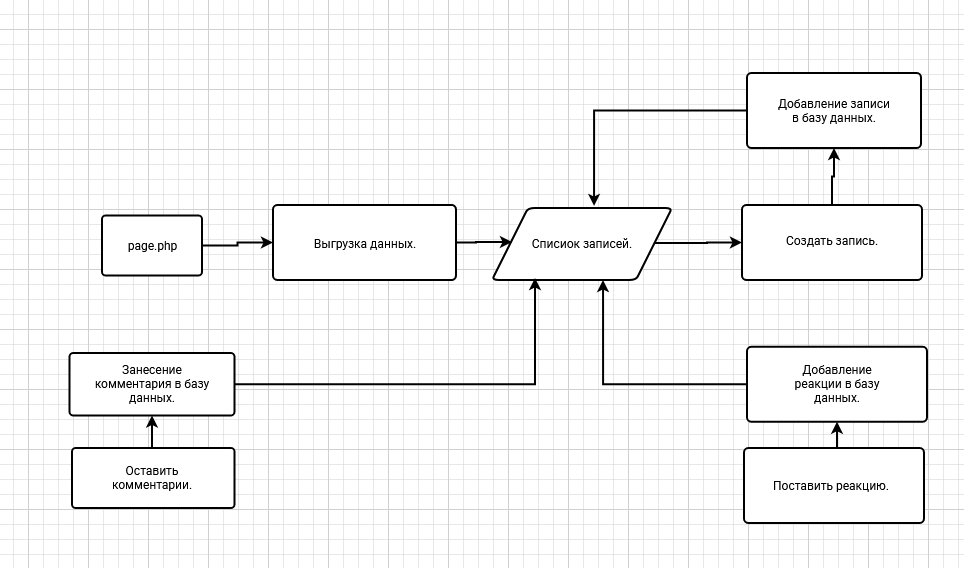 Добавление записи
в базу данных.
page.php
Выгрузка данных.
Списиок записей.
Создать запись.
Занесение
комментария в базу
данных.
Добавление
реакции в базу
данных.
Оставить
комментарии.
Поставить реакцию.